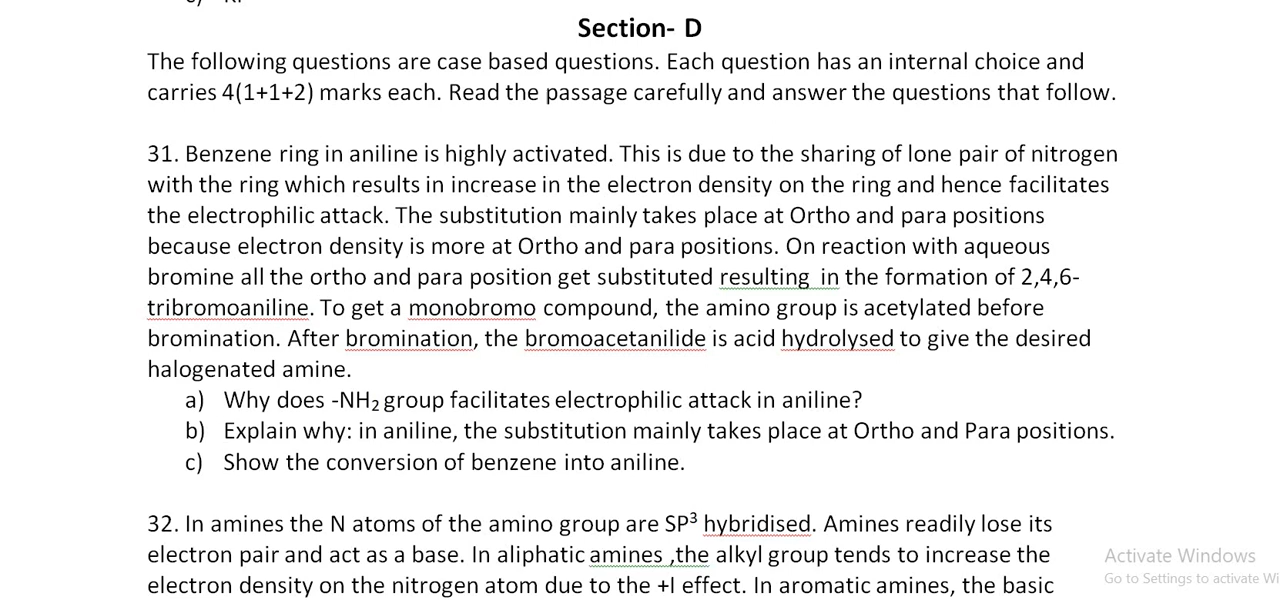 Section- D
The following questions are case based questions. Each question has an internal choice and
carries 4(1+1+2) marks each. Read the passage carefully and answer the questions that follow.
31. Benzene ring in aniline is highly activated. This is due to the sharing of lone pair of nitrogen
with the ring which results in increase in the electron density on the ring and hence facilitates
the electrophilic attack. The substitution mainly takes place at Ortho and para positions
because electron density is more at Ortho and para positions. On reaction with aqueous
bromine all the ortho and para position get substituted resulting in the formation of 2,4,6-
tribromoaniline. To get a monobromo compound, the amino group is acetylated before
bromination. After bromination, the bromoacetanilide is acid hydrolysed to give the desired
halogenated amine.
a) Why does -NH₂ group facilitates electrophilic attack in aniline?
b) Explain why: in aniline, the substitution mainly takes place at Ortho and Para positions.
c) Show the conversion of benzene into aniline.
32. In amines the N atoms of the amino group are SP³ hybridised. Amines readily lose its
electron pair and act as a base. In aliphatic amines ,the alkyl group tends to increase the
electron density on the nitrogen atom due to the +I effect. In aromatic amines, the basic
Activate Windows
Go to Settings to activate Wi